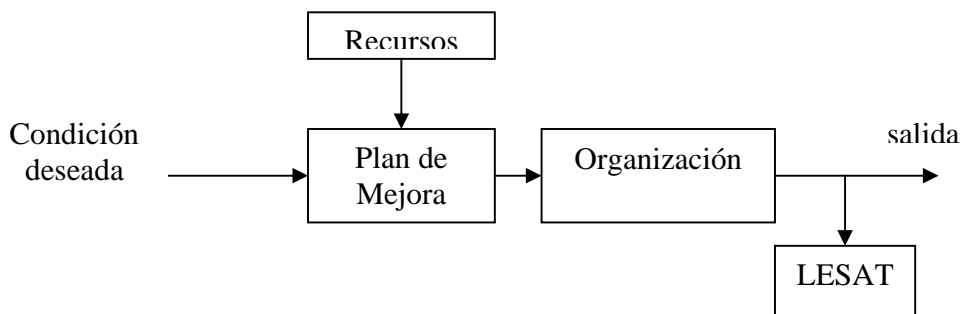 Recursos
Condición
deseada
Plan de
Mejora
Organización
salida
LESAT